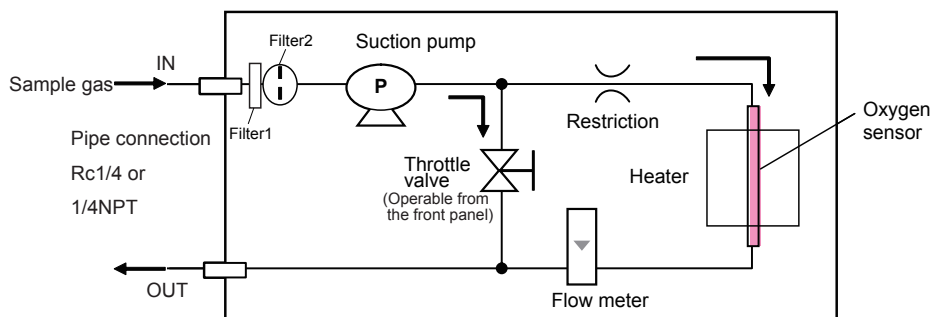 Filter2
Suction pump
IN
Sample gas
P
Filter1
Restriction
Oxygen
sensor
Pipe connection
Rc1/4 or
1/4NPT
Throttle
valve
(Operable from
the front panel)
Heater
OUT
Flow meter